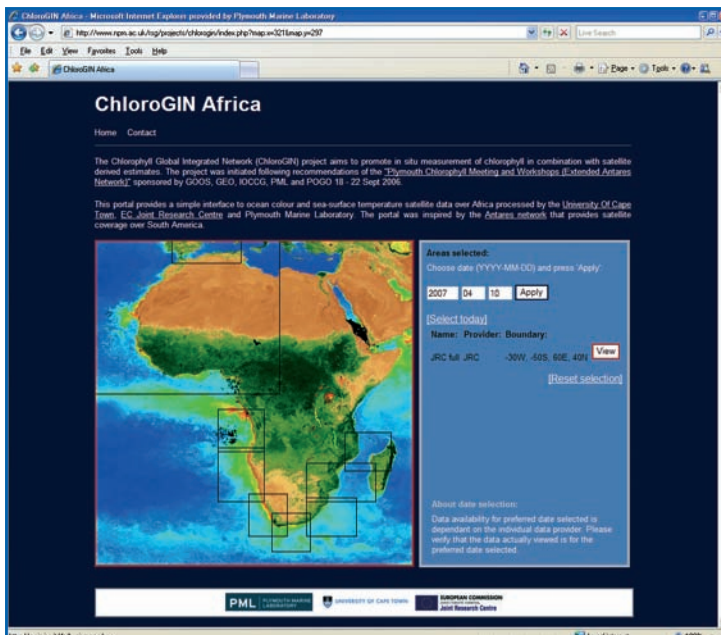 ChloroGIN Africa - Microsoft Internet Explorer provided by Plymouth Marine Laboratory
http://www.npm.ac.uk/rsg/projects/chlorogin/index.php?map.x=321&map.y=297
Live Search
File Edit View Favorites Tools Help
ChloroGIN Africa
Page Tools
ChloroGIN Africa
Home Contact
The Chlorophyll Global Integrated Network (ChloroGIN) project aims to promote in situ measurement of chlorophyll in combination with satellite
derived estimates. The project was initiated following recommendations of the "Plymouth Chlorophyll Meeting and Workshops (Extended Antares
Network)" sponsored by GOOS, GEO, IOCCG, PML and POGO 18 - 22 Sept 2006.
This portal provides a simple interface to ocean colour and sea-surface temperature satellite data over Africa processed by the University Of Cape
Town, EC Joint Research Centre and Plymouth Marine Laboratory. The portal was inspired by the Antares network that provides satellite
coverage over South America.
Areas selected:
Choose date (YYYY-MM-DD) and press 'Apply'
2007 04 10 Apply
[Select today]
Name: Provider: Boundary:
JRC full JRC -30W, -50S, 60E, 40N View
[Reset selection]
About date selection:
Data availability for preferred date selected is
dependant on the individual data provider. Please
verify that the data actually viewed is for the
preferred date selected.
PML PLYMOUTH MARINE
LABORATORY
UNIVERSITY OF CAPE TOWN
EUROPEAN COMMISSION
Joint Research Centre